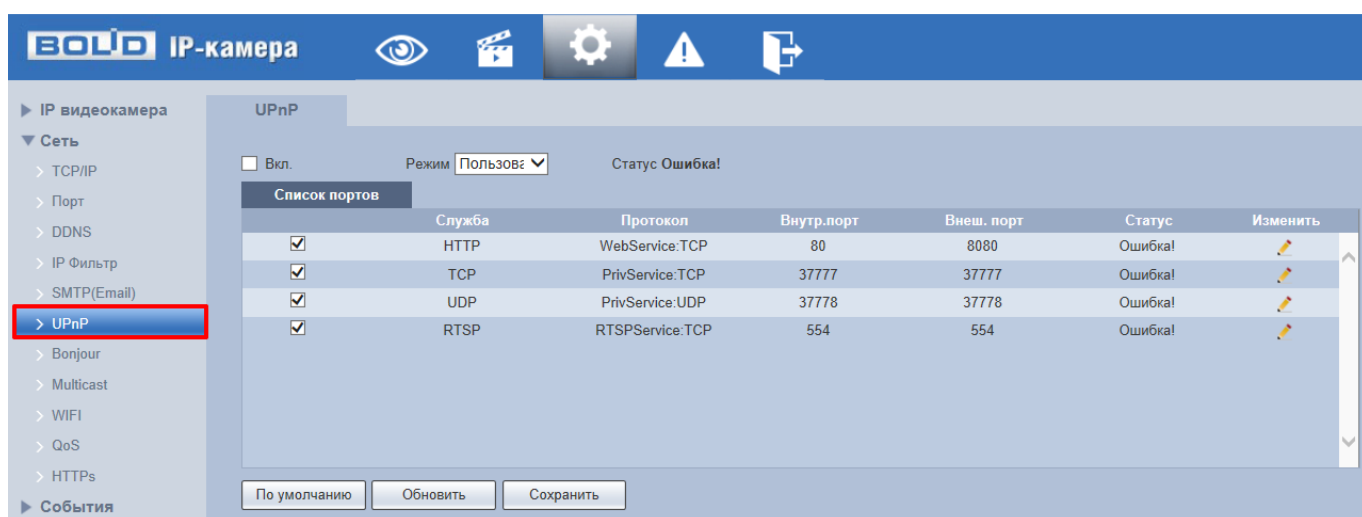 BOLID IP-камера
IP видеокамера
Сеть
TCP/IP
Порт
DDNS
IP Фильтр
SMTP(Email)
UPnP
Bonjour
Multicast
WIFI
QoS
HTTPs
События
UPnP
Вкл. Режим Пользова Статус Ошибка!
Список портов
Служба Протокол Внутр.порт Внеш. порт Статус Изменить
HTTP WebService:TCP 80 8080 Ошибка!
TCP PrivService:TCP 37777 37777 Ошибка!
UDP PrivService:UDP 37778 37778 Ошибка!
RTSP RTSPService:TCP 554 554 Ошибка!
По умолчанию Обновить Сохранить